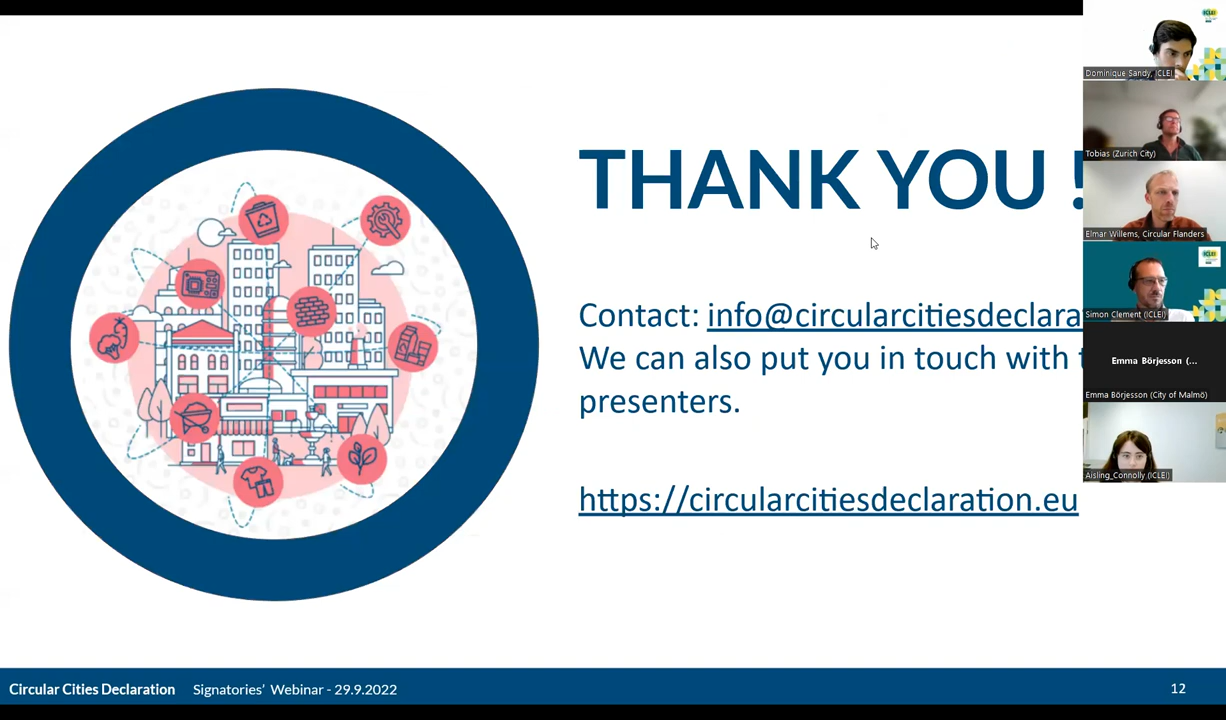 THANK YOU !
Contact: info@circularcitiesdeclara
We can also put you in touch with t
presenters.
https://circularcitiesdeclaration.eu
Circular Cities Declaration Signatories’ Webinar - 29.9.2022
12
ICLEI
Dominique Sandy, ICLEI
Tobias (Zurich City)
Elmar Willems, Circular Flanders
ICLEI
Simon Clement (ICLEI)
Emma Börjesson (...
Emma Börjesson (City of Malmö)
Aisling_Connolly (ICLEI)